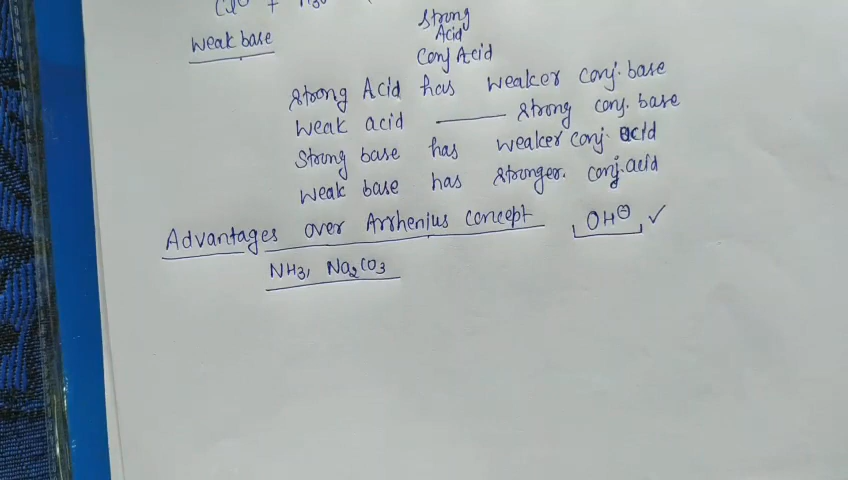 Weak base
Strong
Acid
Conj Acid
Strong Acid has weaker conj. base
Weak acid ——— strong conj. base
Strong base has weaker conj. acid
Weak base has stronger. conj. acid
Advantages over Arrhenius concept OH⊖ ✓
NH3, Na2CO3